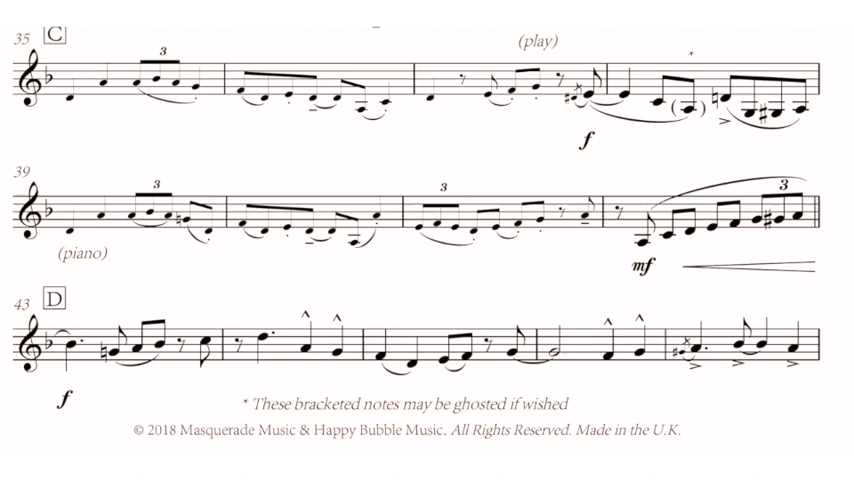 35 C
3
(play)
*
f
39
3
3
3
(piano)
mf
43 D
f
* These bracketed notes may be ghosted if wished
© 2018 Masquerade Music & Happy Bubble Music. All Rights Reserved. Made in the U.K.